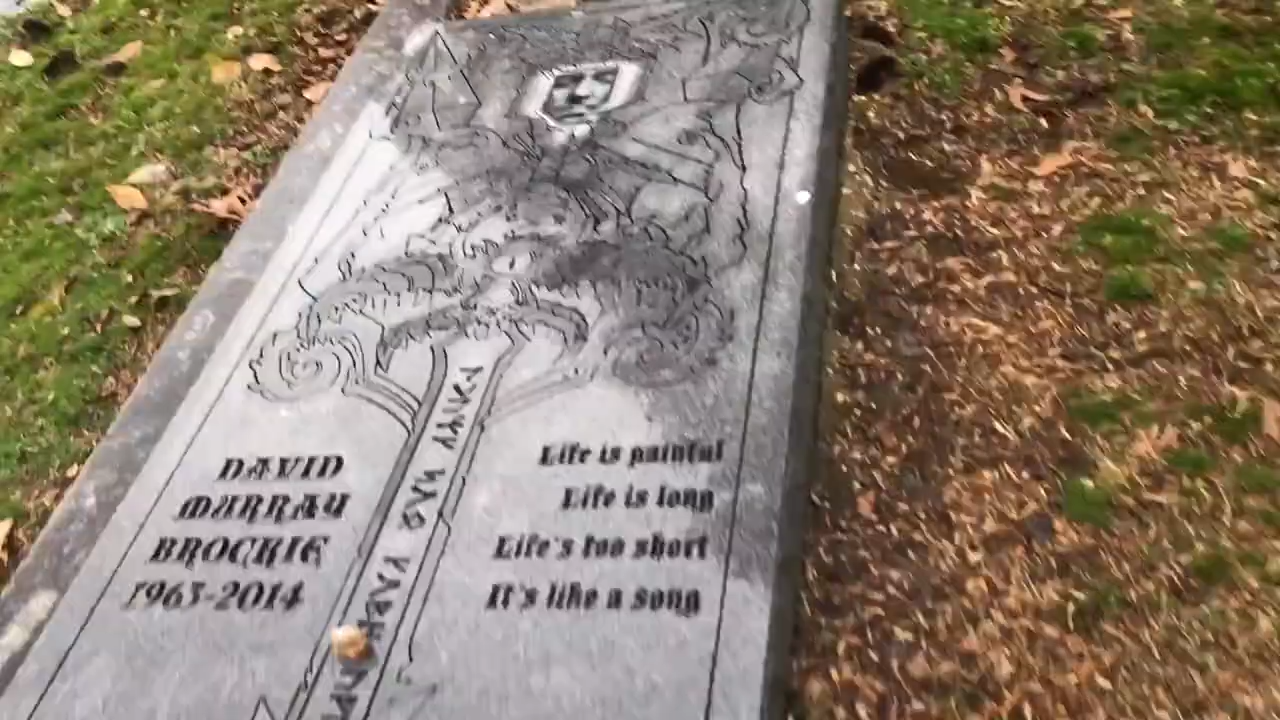 DAVID
MURRAY
BROCKIE
1963-2014
Life is painful
Life is long
Life's too short
It's like a song